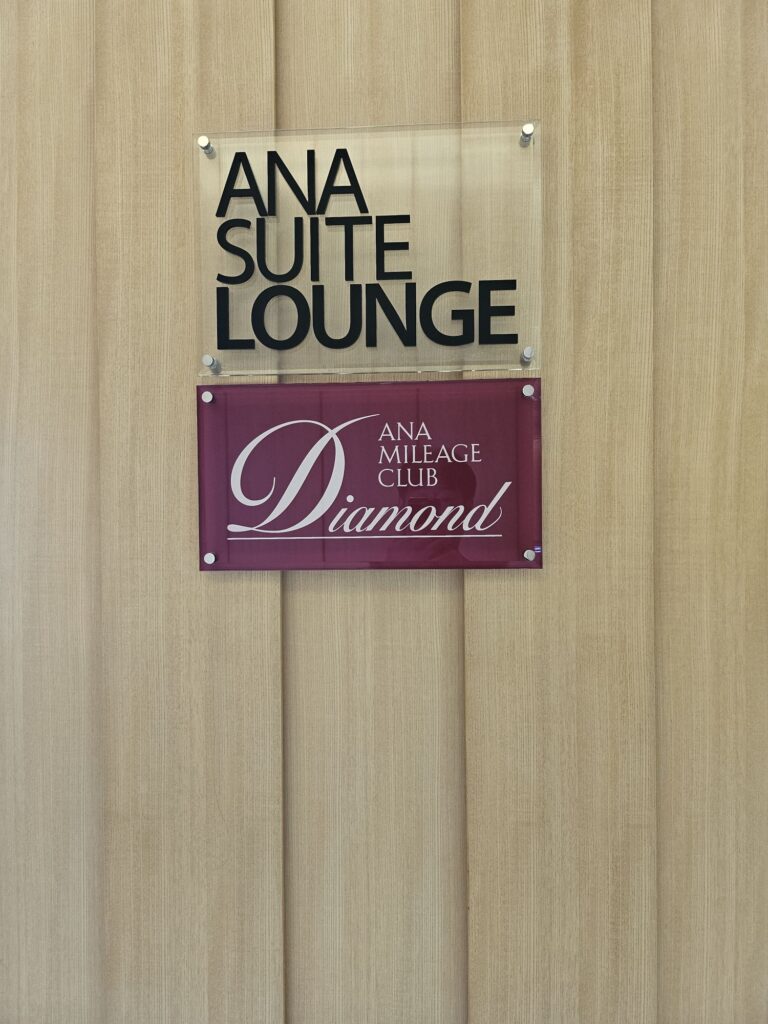 ANA
SUITE
LOUNGE
ANA
MILEAGE
CLUB
Diamond